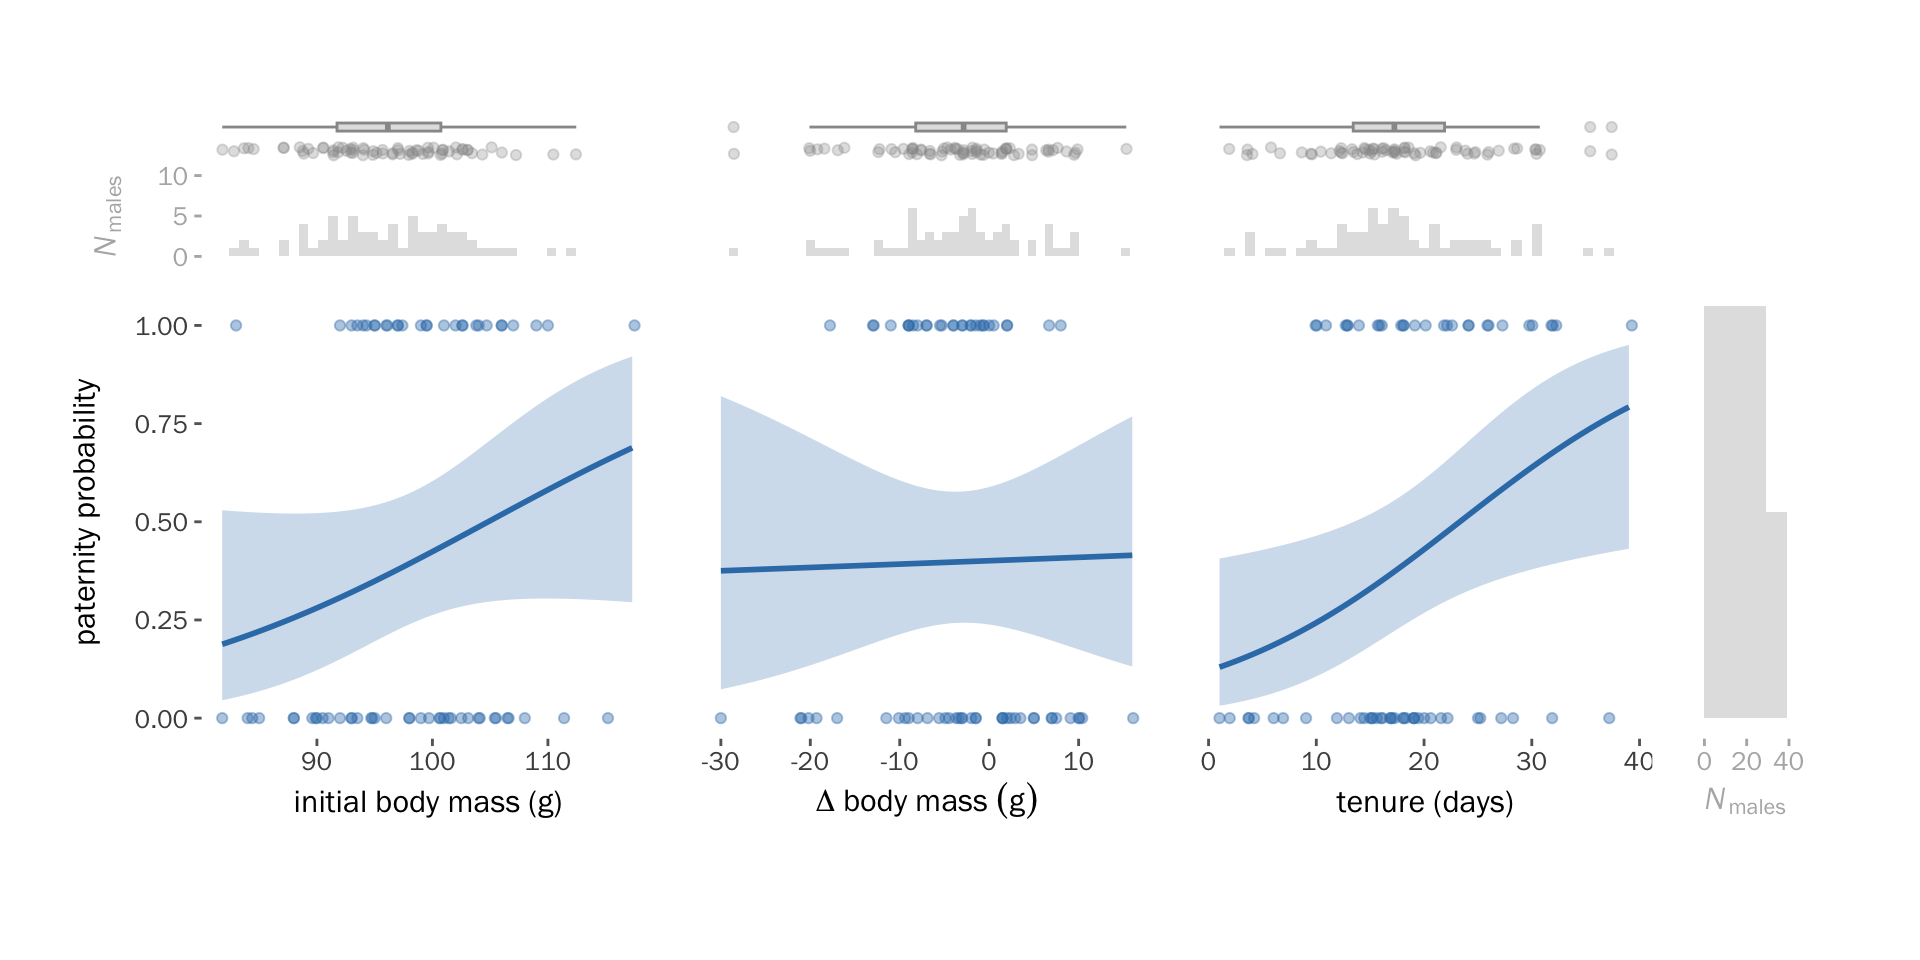 N males
10
5
0
paternity probability
1.00
0.75
0.50
0.25
0.00
90 100 110
-30 -20 -10 0 10
0 10 20 30 40
0 20 40
initial body mass (g)
Δ body mass (g)
tenure (days)
N males